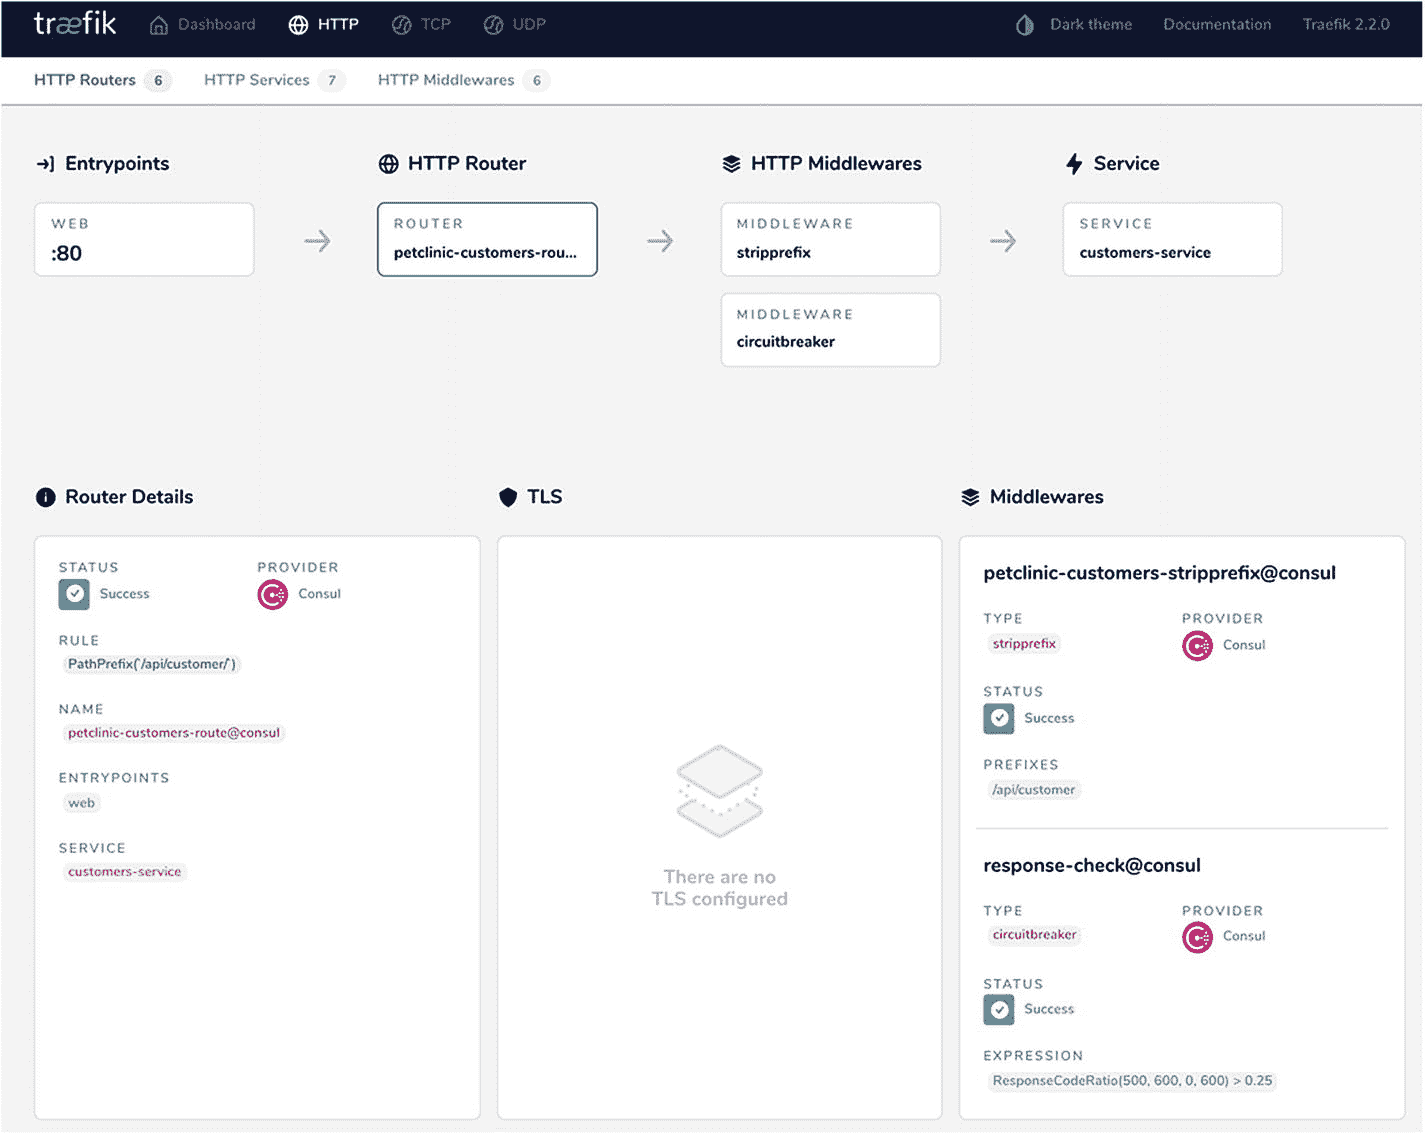 træfik Dashboard HTTP TCP UDP Dark theme Documentation Traefik 2.2.0
HTTP Routers 6 HTTP Services 7 HTTP Middlewares 6
Entrypoints HTTP Router HTTP Middlewares Service
WEB ROUTER MIDDLEWARE SERVICE
:80 petclinic-customers-rou... stripprefix customers-service
MIDDLEWARE
circuitbreaker
Router Details TLS Middlewares
STATUS PROVIDER
Success Consul
RULE
PathPrefix(`/api/customer/`)
NAME
petclinic-customers-route@consul
ENTRYPOINTS
web
SERVICE
customers-service
There are no
TLS configured
petclinic-customers-stripprefix@consul
TYPE PROVIDER
stripprefix Consul
STATUS
Success
PREFIXES
/api/customer
response-check@consul
TYPE PROVIDER
circuitbreaker Consul
STATUS
Success
EXPRESSION
ResponseCodeRatio(500, 600, 0, 600) > 0.25